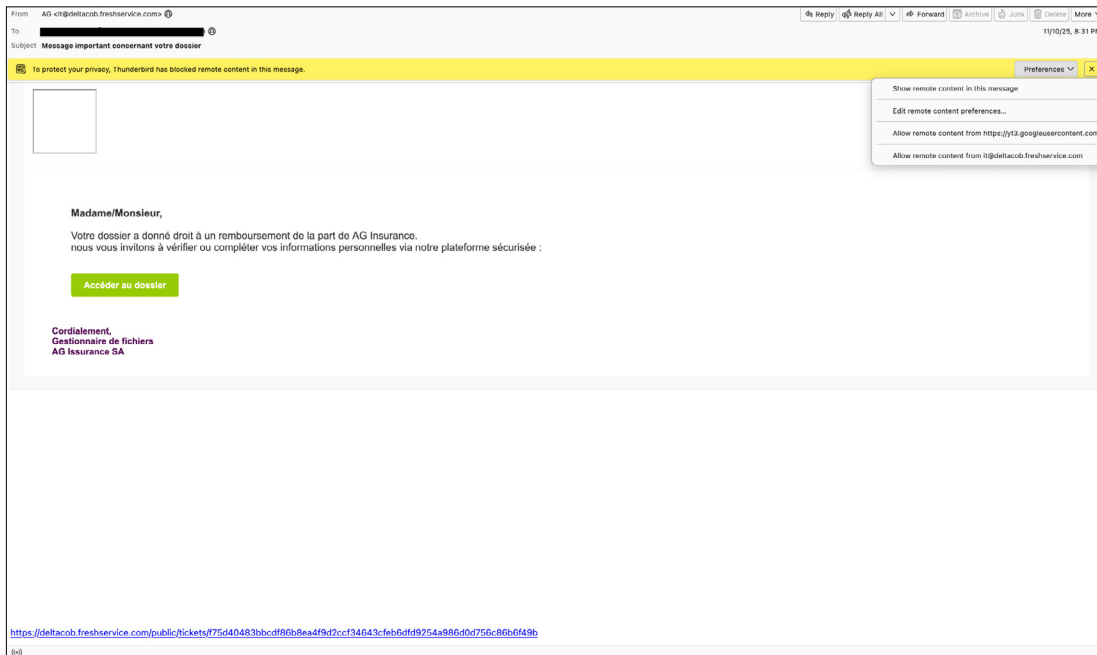 From AG <it@deltacob.freshservice.com>
Reply Reply All Forward Archive Junk Delete More
To
11/10/25, 8:31 PM
Subject Message important concernant votre dossier
To protect your privacy, Thunderbird has blocked remote content in this message.
Preferences
Show remote content in this message
Edit remote content preferences...
Allow remote content from https://yt3.googleusercontent.com
Allow remote content from it@deltacob.freshservice.com
Madame/Monsieur,
Votre dossier a donné droit à un remboursement de la part de AG Insurance.
nous vous invitons à vérifier ou compléter vos informations personnelles via notre plateforme sécurisée :
Accéder au dossier
Cordialement,
Gestionnaire de fichiers
AG Issurance SA
https://deltacob.freshservice.com/public/tickets/f75d40483bbcdf86b8ea4f9d2ccf34643cfeb6dfd9254a986d0d756c86b6f49b